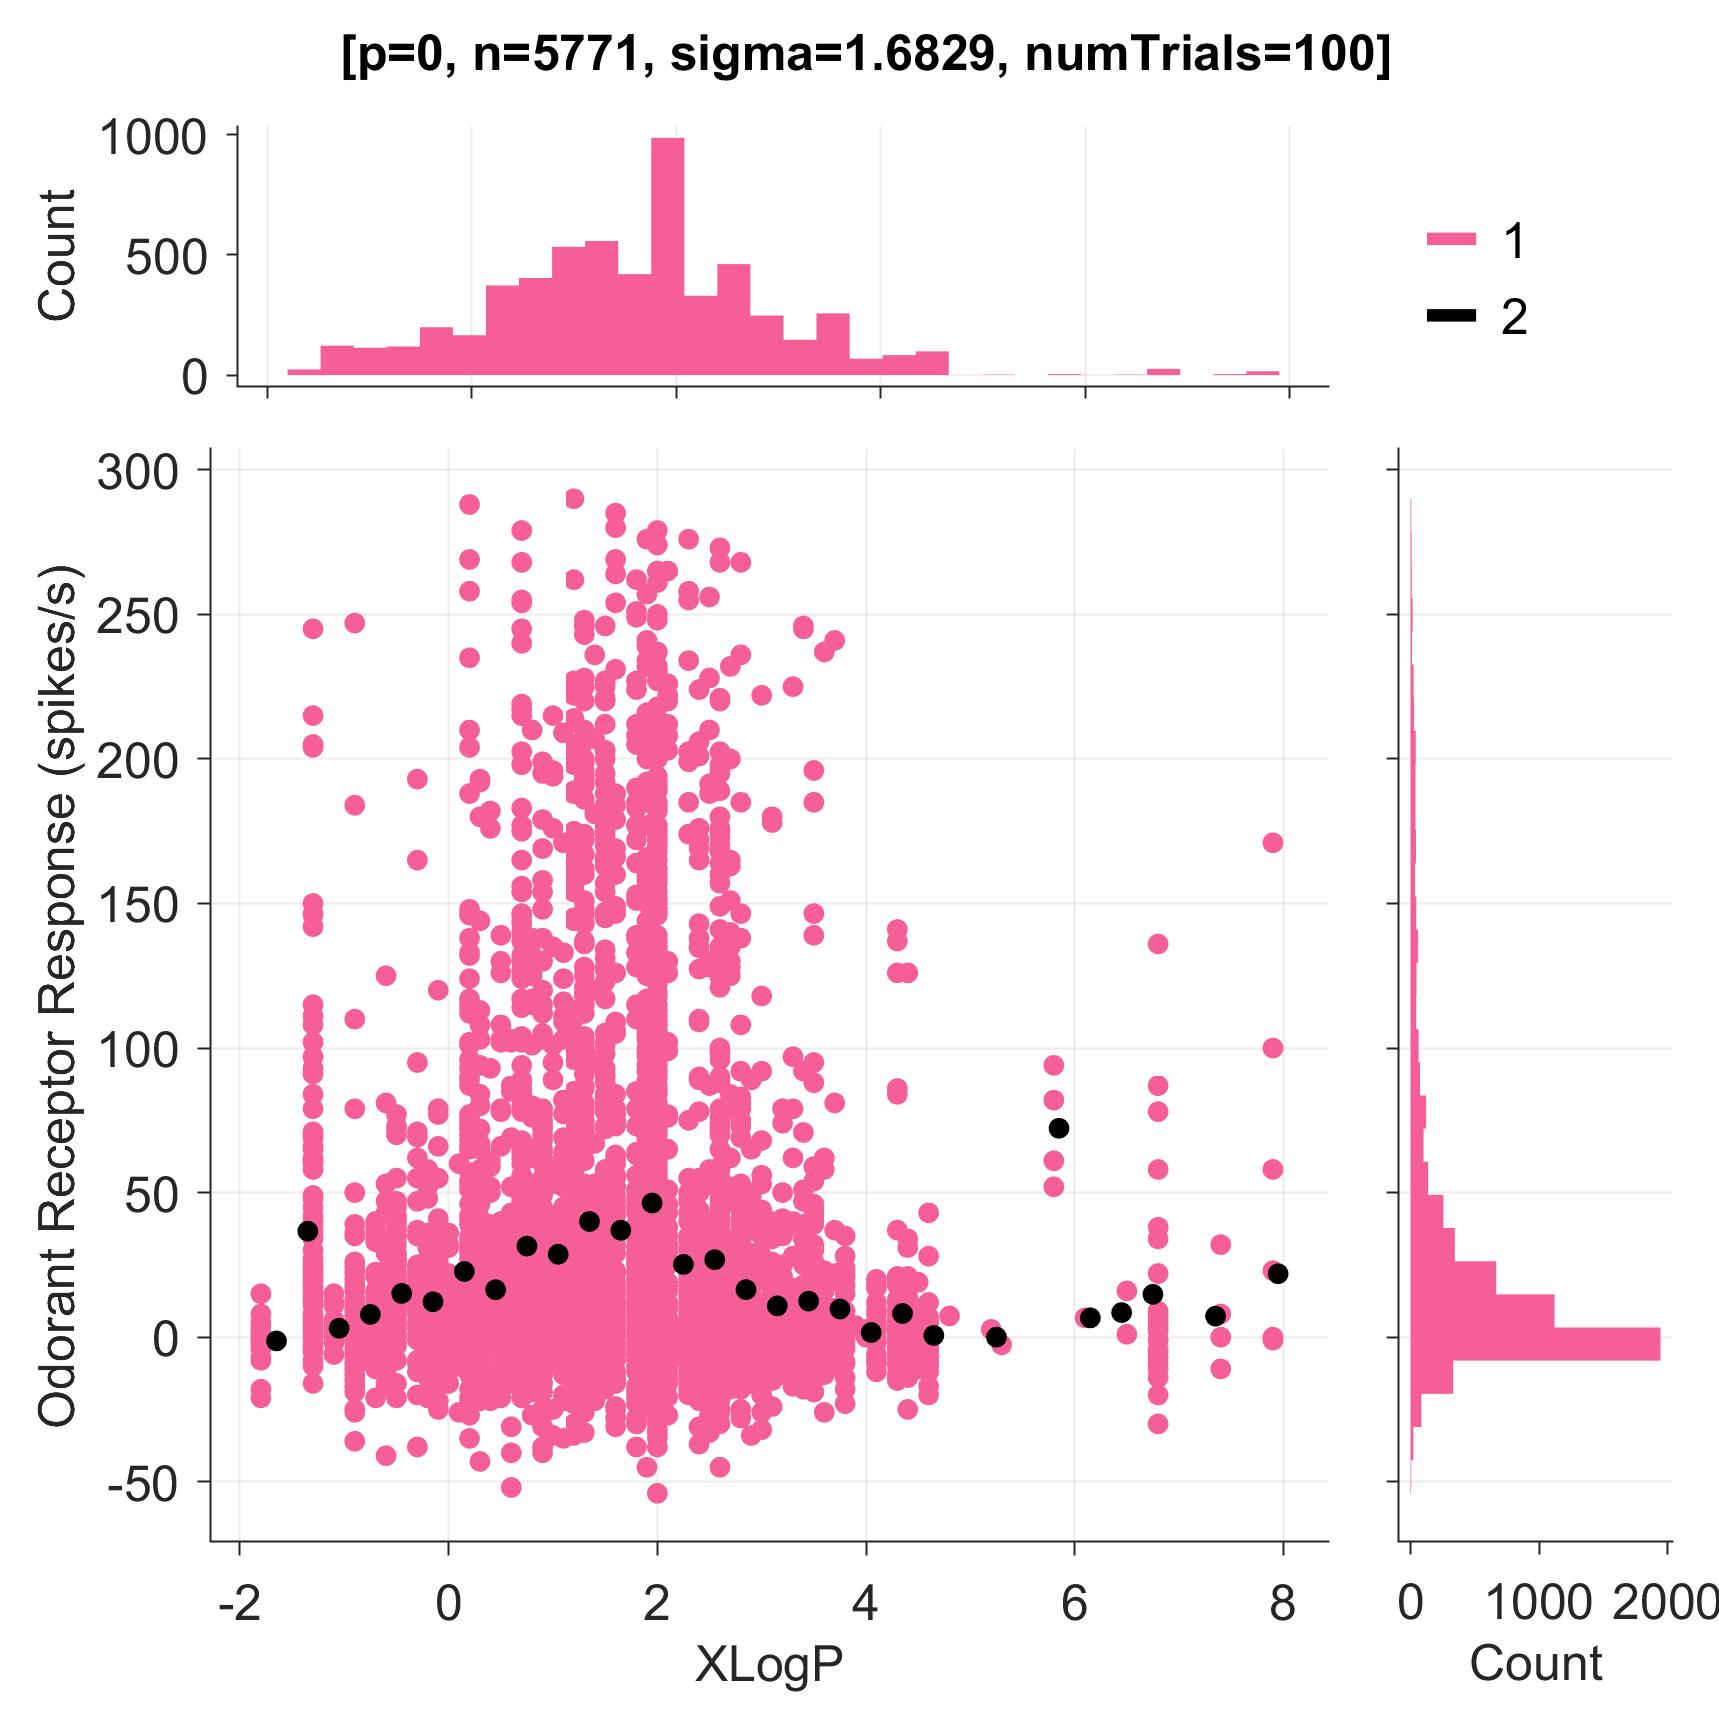 [p=0, n=5771, sigma=1.6829, numTrials=100]
1000
500
0
Count
1
2
300
250
200
150
100
50
0
-50
Odorant Receptor Response (spikes/s)
-2 0 2 4 6 8
XLogP
0 1000 2000
Count